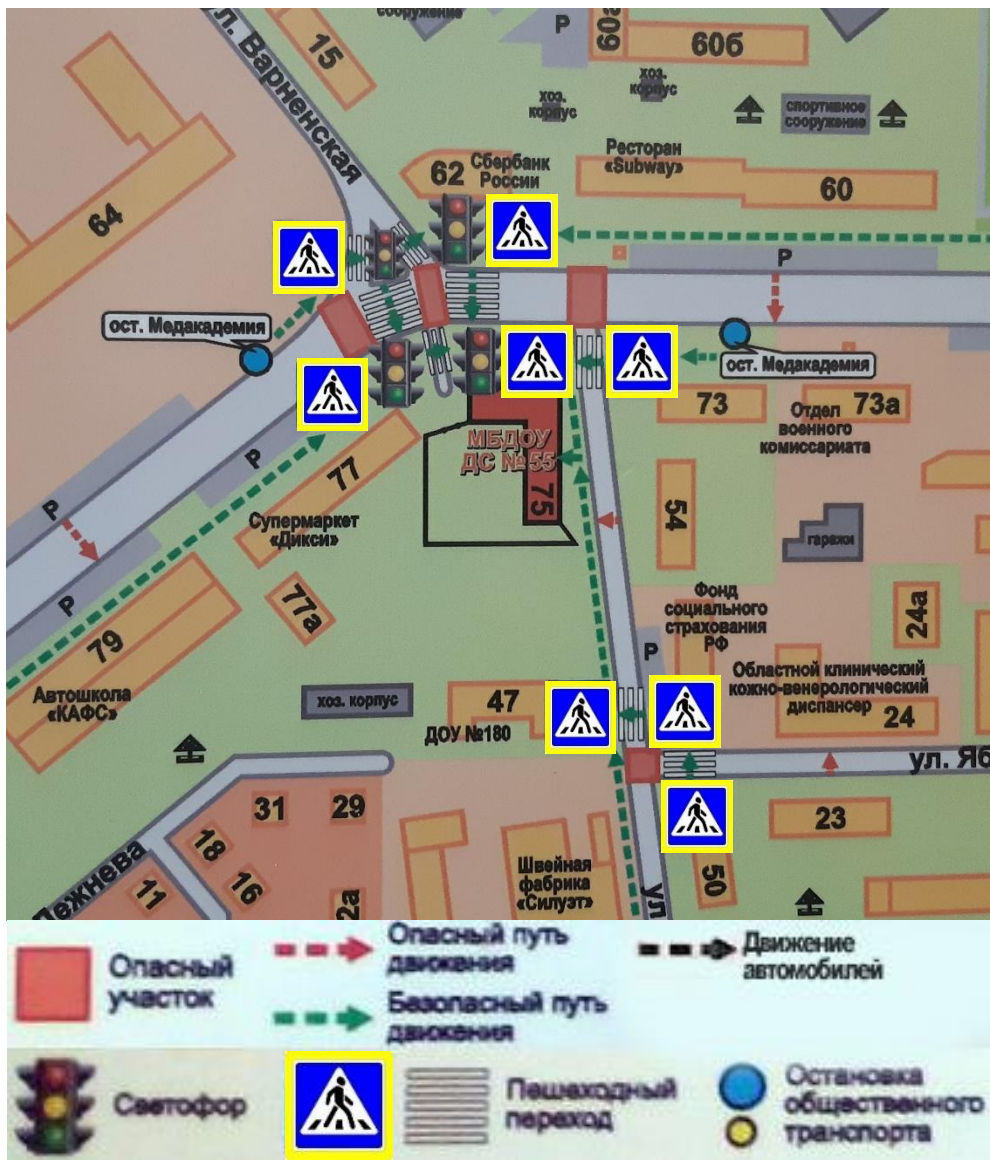 сооружение
P
60в
60б
15
ул. Варненская
хоз.
корпус
хоз.
корпус
спортивное
сооружение
Ресторан
«Subway»
62
Сбербанк
России
60
64
P
ост. Медакадемия
ост. Медакадемия
73
73а
Отдел
военного
комиссариата
МБДОУ
ДС №55
75
77
P
P
54
гаражи
Супермаркет
«Дикси»
77а
P
79
Фонд
социального
страхования
РФ
24а
P
Автошкола
«КАФС»
хоз. корпус
47
ДОУ №180
Областной клинический
кожно-венерологический
диспансер
24
ул. Яб
31
29
18
16
11
2а
Лежнева
23
50
Швейная
фабрика
«Силуэт»
ул
Опасный
участок
Опасный путь
движения
Безопасный путь
движения
Движение
автомобилей
Светофор
Пешеходный
переход
Остановка
общественного
транспорта